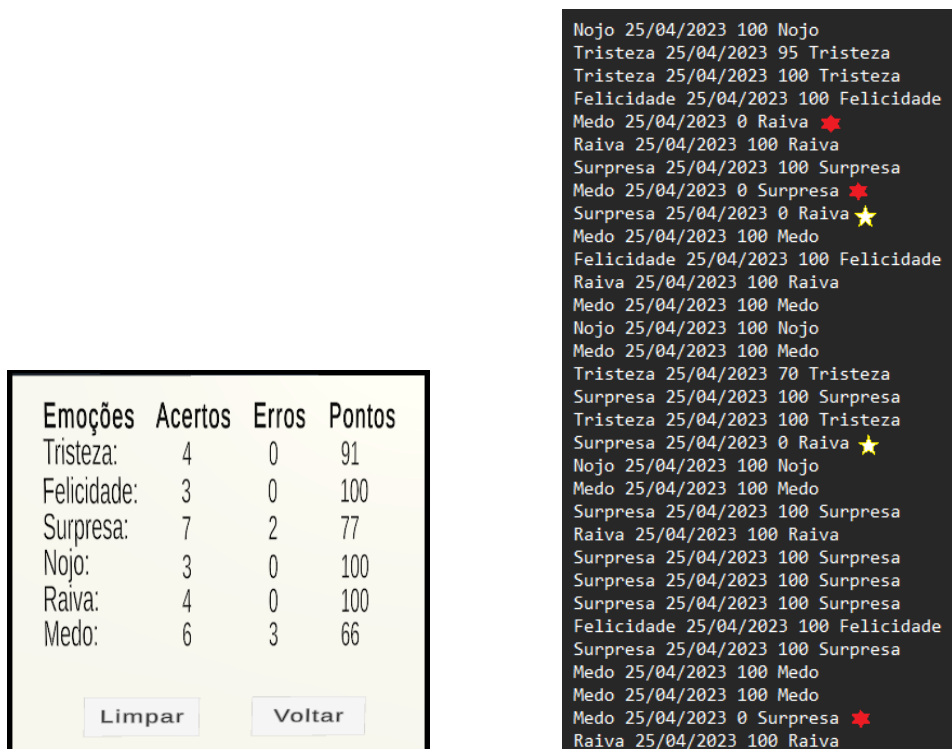 Emoções Acertos Erros Pontos
Tristeza: 4 0 91
Felicidade: 3 0 100
Surpresa: 7 2 77
Nojo: 3 0 100
Raiva: 4 0 100
Medo: 6 3 66
Limpar Voltar
Nojo 25/04/2023 100 Nojo
Tristeza 25/04/2023 95 Tristeza
Tristeza 25/04/2023 100 Tristeza
Felicidade 25/04/2023 100 Felicidade
Medo 25/04/2023 0 Raiva
Raiva 25/04/2023 100 Raiva
Surpresa 25/04/2023 100 Surpresa
Medo 25/04/2023 0 Surpresa
Surpresa 25/04/2023 0 Raiva
Medo 25/04/2023 100 Medo
Felicidade 25/04/2023 100 Felicidade
Raiva 25/04/2023 100 Raiva
Medo 25/04/2023 100 Medo
Nojo 25/04/2023 100 Nojo
Medo 25/04/2023 100 Medo
Tristeza 25/04/2023 70 Tristeza
Surpresa 25/04/2023 100 Surpresa
Tristeza 25/04/2023 100 Tristeza
Surpresa 25/04/2023 0 Raiva
Nojo 25/04/2023 100 Nojo
Medo 25/04/2023 100 Medo
Surpresa 25/04/2023 100 Surpresa
Raiva 25/04/2023 100 Raiva
Surpresa 25/04/2023 100 Surpresa
Surpresa 25/04/2023 100 Surpresa
Surpresa 25/04/2023 100 Surpresa
Felicidade 25/04/2023 100 Felicidade
Surpresa 25/04/2023 100 Surpresa
Medo 25/04/2023 100 Medo
Medo 25/04/2023 100 Medo
Medo 25/04/2023 0 Surpresa
Raiva 25/04/2023 100 Raiva